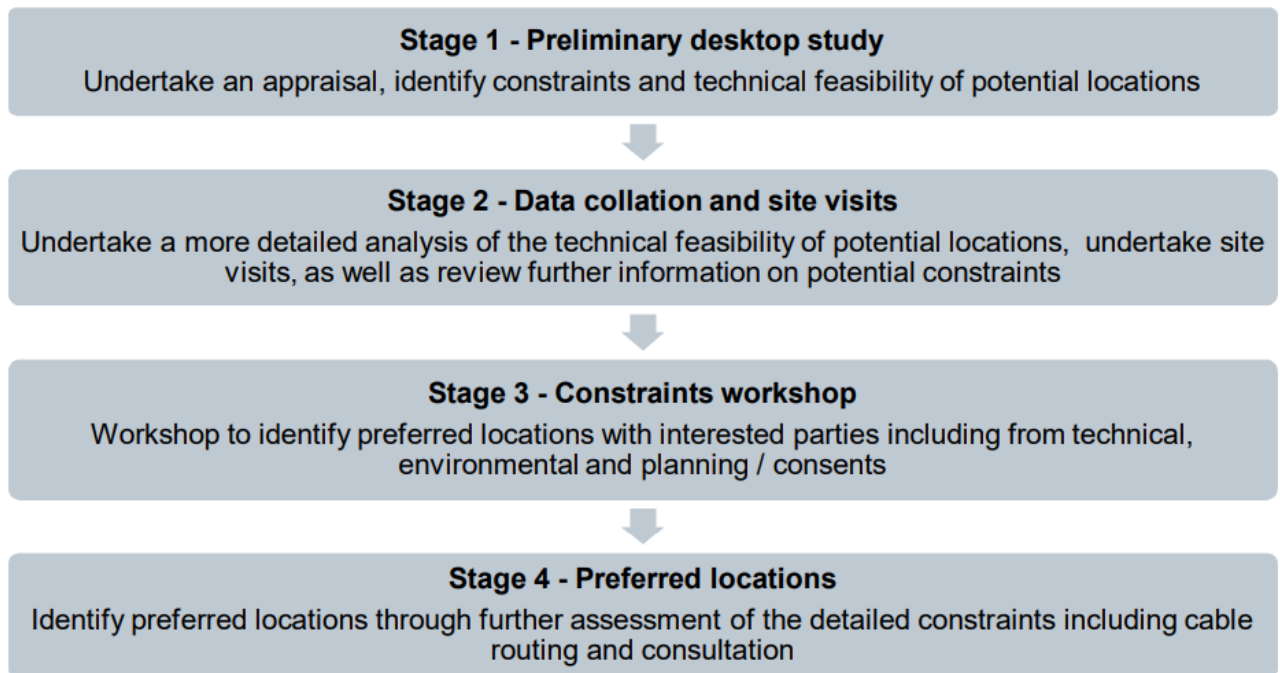 Stage 1 - Preliminary desktop study
Undertake an appraisal, identify constraints and technical feasibility of potential locations
Stage 2 - Data collation and site visits
Undertake a more detailed analysis of the technical feasibility of potential locations, undertake site
visits, as well as review further information on potential constraints
Stage 3 - Constraints workshop
Workshop to identify preferred locations with interested parties including from technical,
environmental and planning / consents
Stage 4 - Preferred locations
Identify preferred locations through further assessment of the detailed constraints including cable
routing and consultation